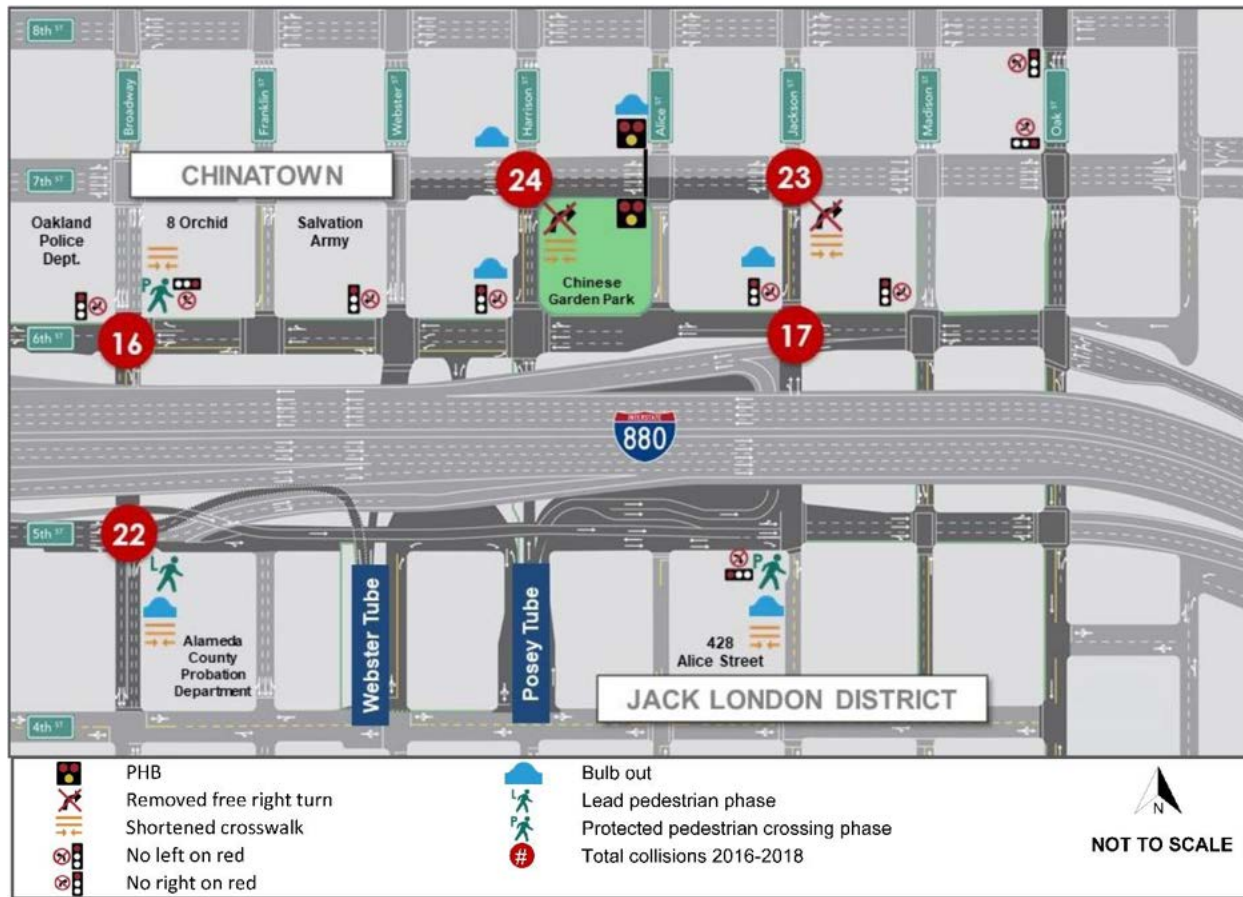 8th ST
Broadway
Franklin ST
Webster ST
Harrison ST
Alice ST
Jackson ST
Madison ST
Oak ST
CHINATOWN
7th ST
24
23
Oakland
Police
Dept.
8 Orchid
Salvation
Army
P
Chinese
Garden Park
6th ST
16
17
INTERSTATE
880
5th ST
22
L
P
Alameda
County
Probation
Department
Webster Tube
Posey Tube
428
Alice Street
JACK LONDON DISTRICT
4th ST
PHB
Removed free right turn
Shortened crosswalk
No left on red
No right on red
Bulb out
L
Lead pedestrian phase
P
Protected pedestrian crossing phase
#
Total collisions 2016-2018
N
NOT TO SCALE